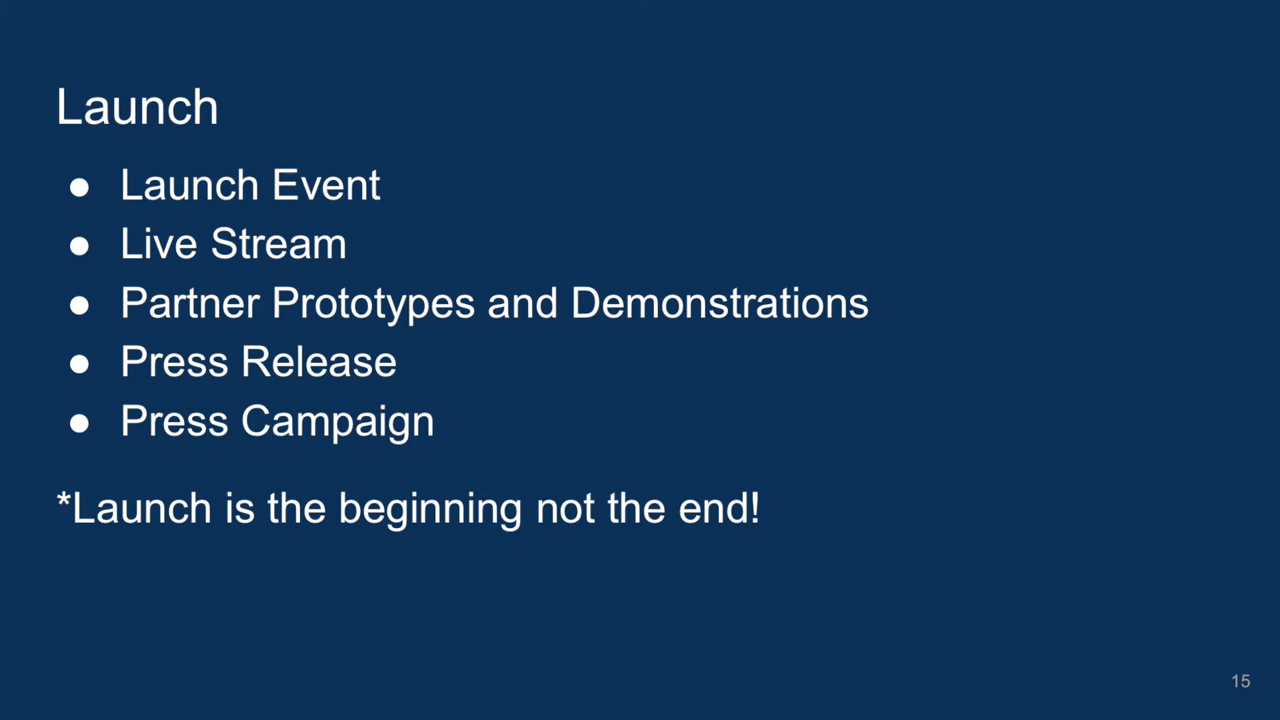 Launch
● Launch Event
● Live Stream
● Partner Prototypes and Demonstrations
● Press Release
● Press Campaign
*Launch is the beginning not the end!
15